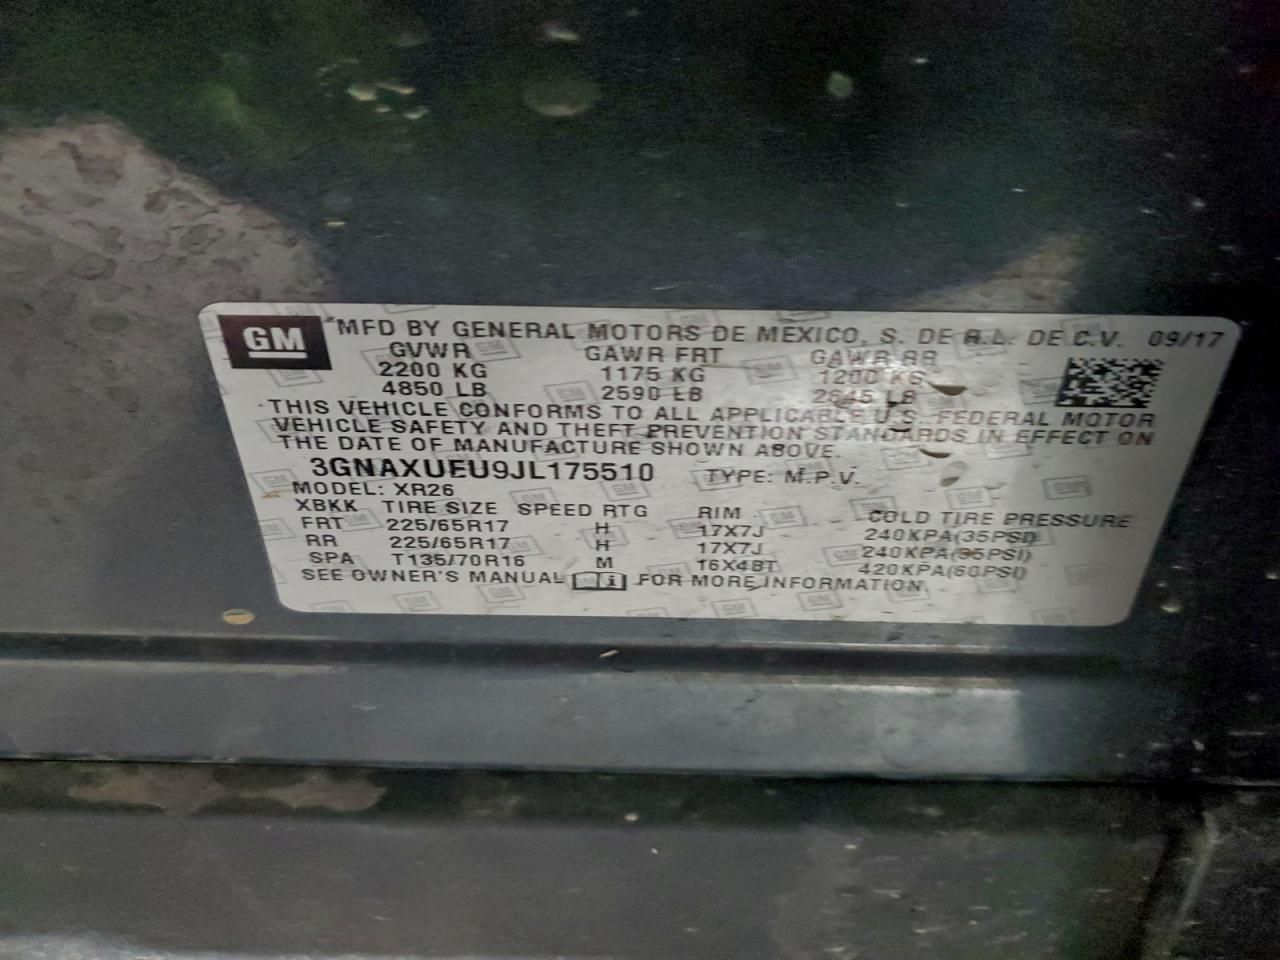 GM
MFD BY GENERAL MOTORS DE MEXICO, S. DE R.L. DE C.V. 09/17
GVWR GAWR FRT GAWR RR
2200 KG 1175 KG 1200 KG
4850 LB 2590 LB 2645 LB
THIS VEHICLE CONFORMS TO ALL APPLICABLE U.S. FEDERAL MOTOR
VEHICLE SAFETY AND THEFT PREVENTION STANDARDS IN EFFECT ON
THE DATE OF MANUFACTURE SHOWN ABOVE.
3GNAXUEU9JL175510 TYPE: M.P.V.
MODEL: XR26
XBKK TIRE SIZE SPEED RTG RIM COLD TIRE PRESSURE
FRT 225/65R17 H 17X7J 240KPA(35PSI)
RR 225/65R17 H 17X7J 240KPA(35PSI)
SPA T135/70R16 M 16X4BT 420KPA(60PSI)
SEE OWNER'S MANUAL i FOR MORE INFORMATION.